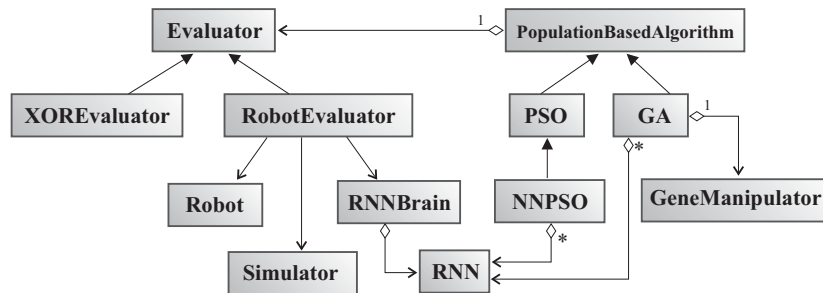 Evaluator
1
PopulationBasedAlgorithm
XOREvaluator
RobotEvaluator
PSO
GA
1
*
Robot
RNNBrain
NNPSO
GeneManipulator
*
Simulator
RNN